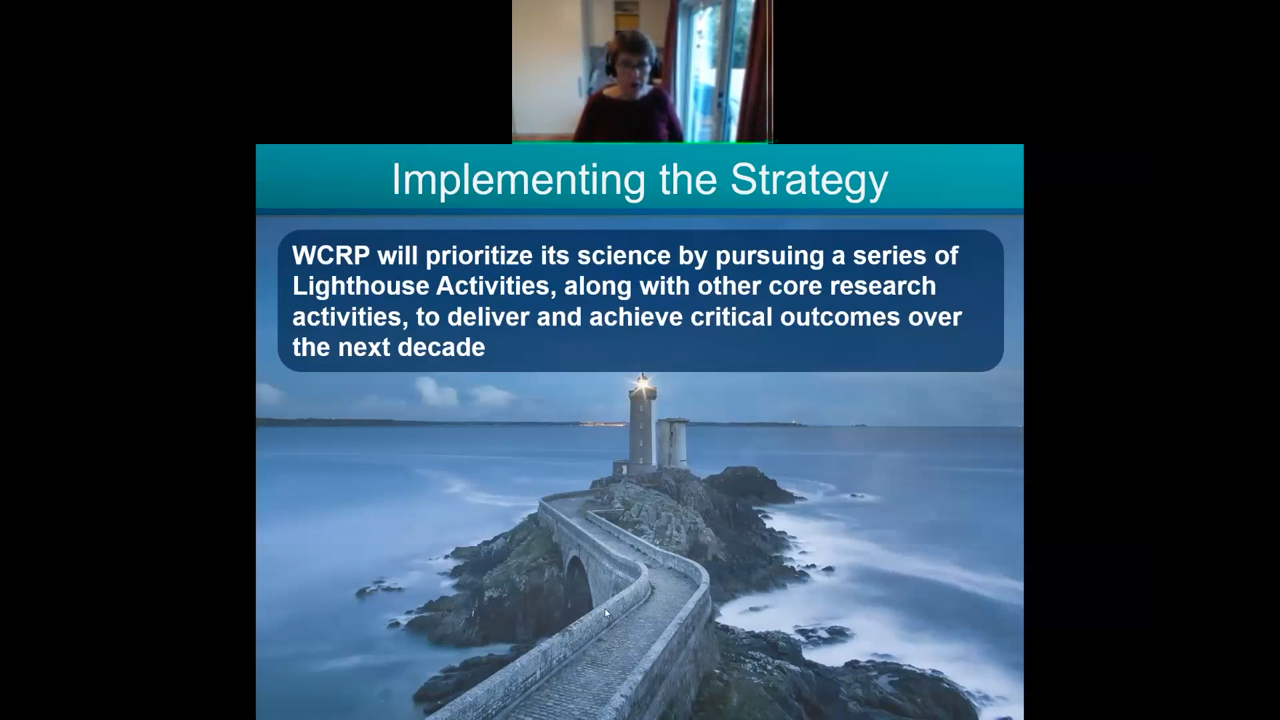 Implementing the Strategy
WCRP will prioritize its science by pursuing a series of
Lighthouse Activities, along with other core research
activities, to deliver and achieve critical outcomes over
the next decade